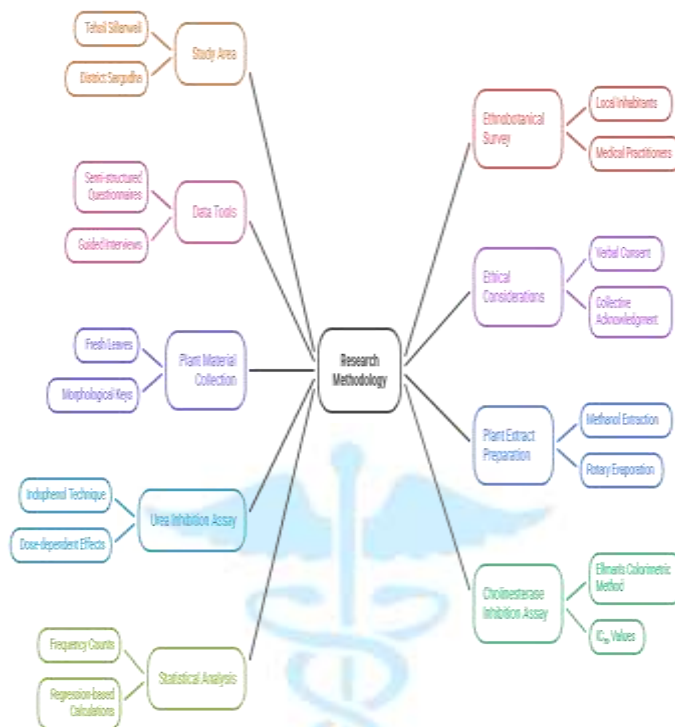 Tehsil Sillanwali
Study Area
District Sargodha
Semi-structured
Questionnaires
Data Tools
Guided Interviews
Fresh Leaves
Plant Material
Collection
Morphological Keys
Indophenol Technique
Urea Inhibition Assay
Dose-dependent Effects
Frequency Counts
Statistical Analysis
Regression-based
Calculations
Research
Methodology
Ethnobotanical
Survey
Local Inhabitants
Medical Practitioners
Ethical
Considerations
Verbal Consent
Collective
Acknowledgment
Plant Extract
Preparation
Methanol Extraction
Rotary Evaporation
Cholinesterase
Inhibition Assay
Ellman's Colorimetric
Method
IC₅₀ Values